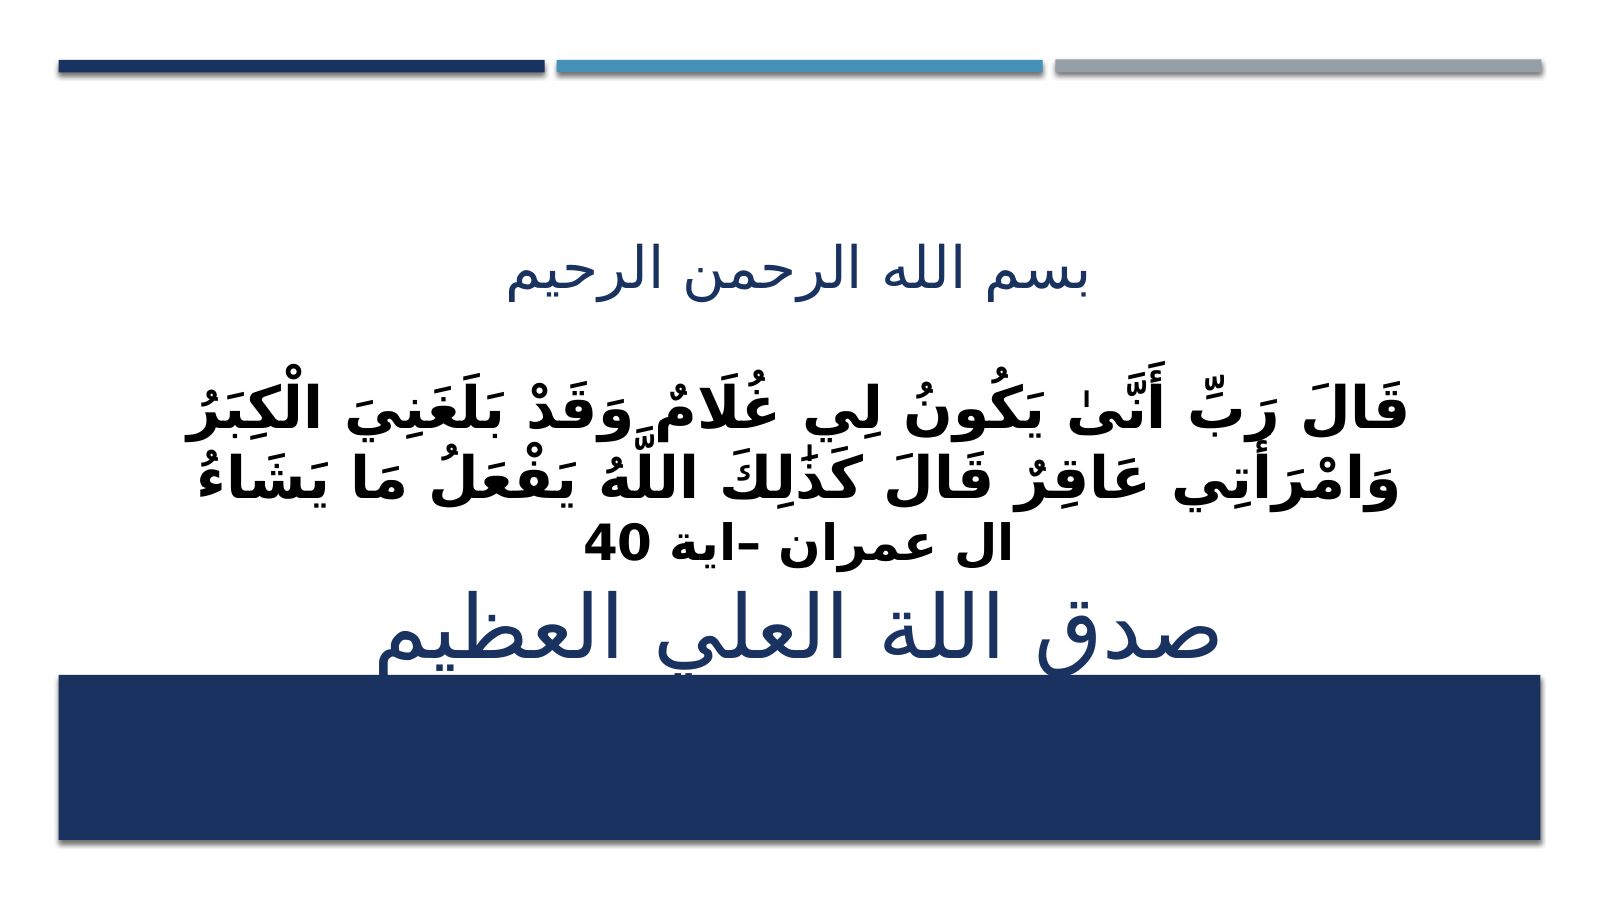 بسم الله الرحمن الرحيم
قَالَ رَبِّ أَنَّىٰ يَكُونُ لِي غُلَامٌ وَقَدْ بَلَغَنِيَ الْكِبَرُ
وَامْرَأَتِي عَاقِرٌ قَالَ كَذَٰلِكَ اللَّهُ يَفْعَلُ مَا يَشَاءُ
ال عمران –اية 40
صدق اللة العلي العظيم